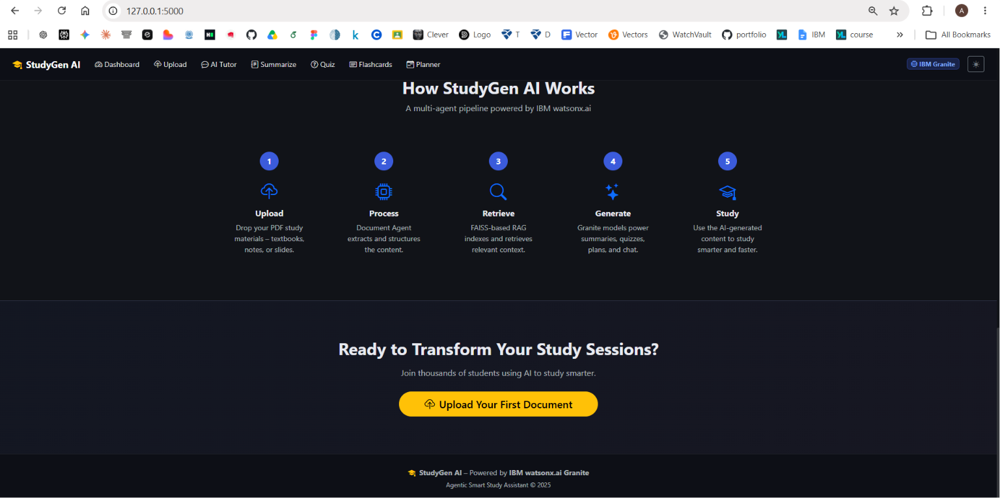 127.0.0.1:5000
A
Clever
Logo
T
D
Vector
Vectors
WatchVault
portfolio
IBM
course
All Bookmarks
StudyGen AI
Dashboard
Upload
AI Tutor
Summarize
Quiz
Flashcards
Planner
IBM Granite
How StudyGen AI Works
A multi-agent pipeline powered by IBM watsonx.ai
1
2
3
4
5
Upload
Drop your PDF study
materials – textbooks,
notes, or slides.
Process
Document Agent
extracts and structures
the content.
Retrieve
FAISS-based RAG
indexes and retrieves
relevant context.
Generate
Granite models power
summaries, quizzes,
plans, and chat.
Study
Use the AI-generated
content to study
smarter and faster.
Ready to Transform Your Study Sessions?
Join thousands of students using AI to study smarter.
Upload Your First Document
StudyGen AI – Powered by IBM watsonx.ai Granite
Agentic Smart Study Assistant © 2025